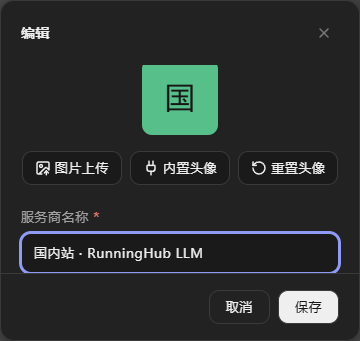 编辑
国
图片上传
内置头像
重置头像
服务商名称 *
国内站 · RunningHub LLM
取消
保存